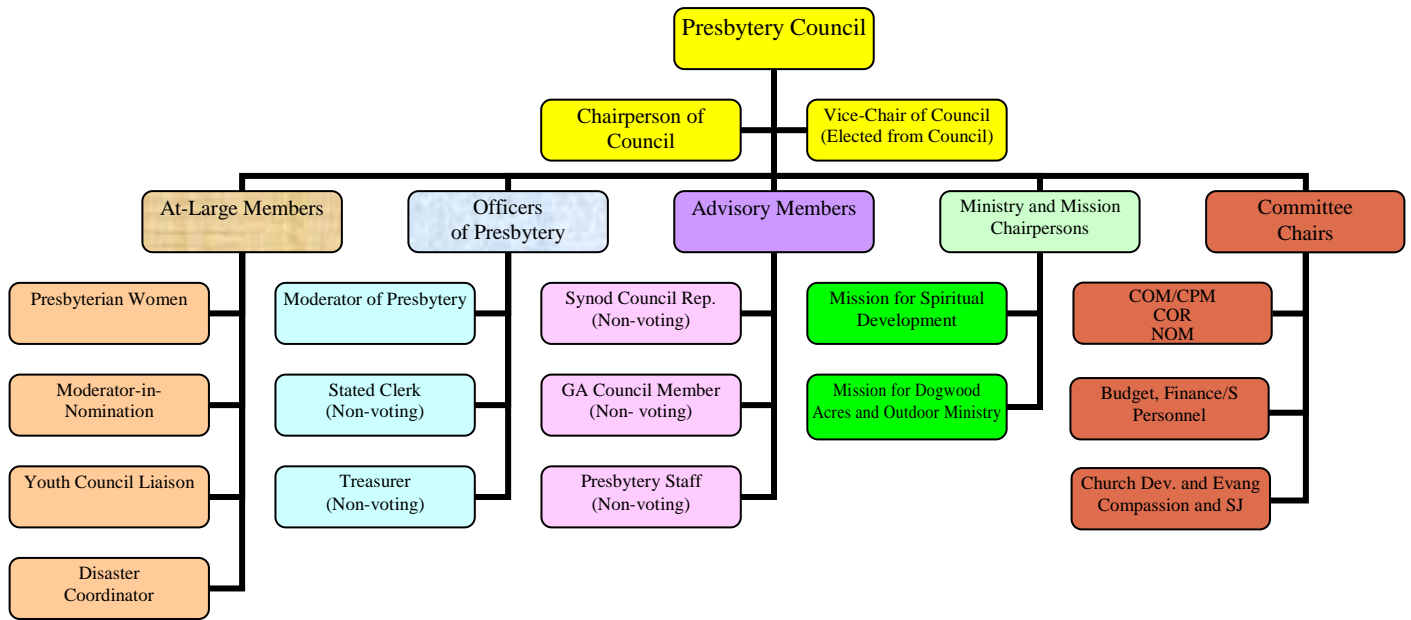 Presbytery Council
Chairperson of
Council
Vice-Chair of Council
(Elected from Council)
At-Large Members
Officers
of Presbytery
Advisory Members
Ministry and Mission
Chairpersons
Committee
Chairs
Presbyterian Women
Moderator-in-
Nomination
Youth Council Liaison
Disaster
Coordinator
Moderator of Presbytery
Stated Clerk
(Non-voting)
Treasurer
(Non-voting)
Synod Council Rep.
(Non-voting)
GA Council Member
(Non- voting)
Presbytery Staff
(Non-voting)
Mission for Spiritual
Development
Mission for Dogwood
Acres and Outdoor Ministry
COM/CPM
COR
NOM
Budget, Finance/S
Personnel
Church Dev. and Evang
Compassion and SJ